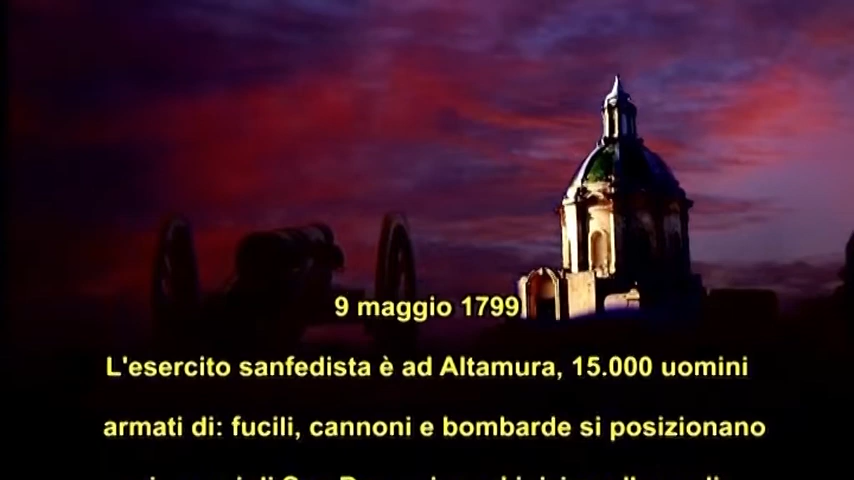 9 maggio 1799
L'esercito sanfedista è ad Altamura, 15.000 uomini
armati di: fucili, cannoni e bombarde si posizionano